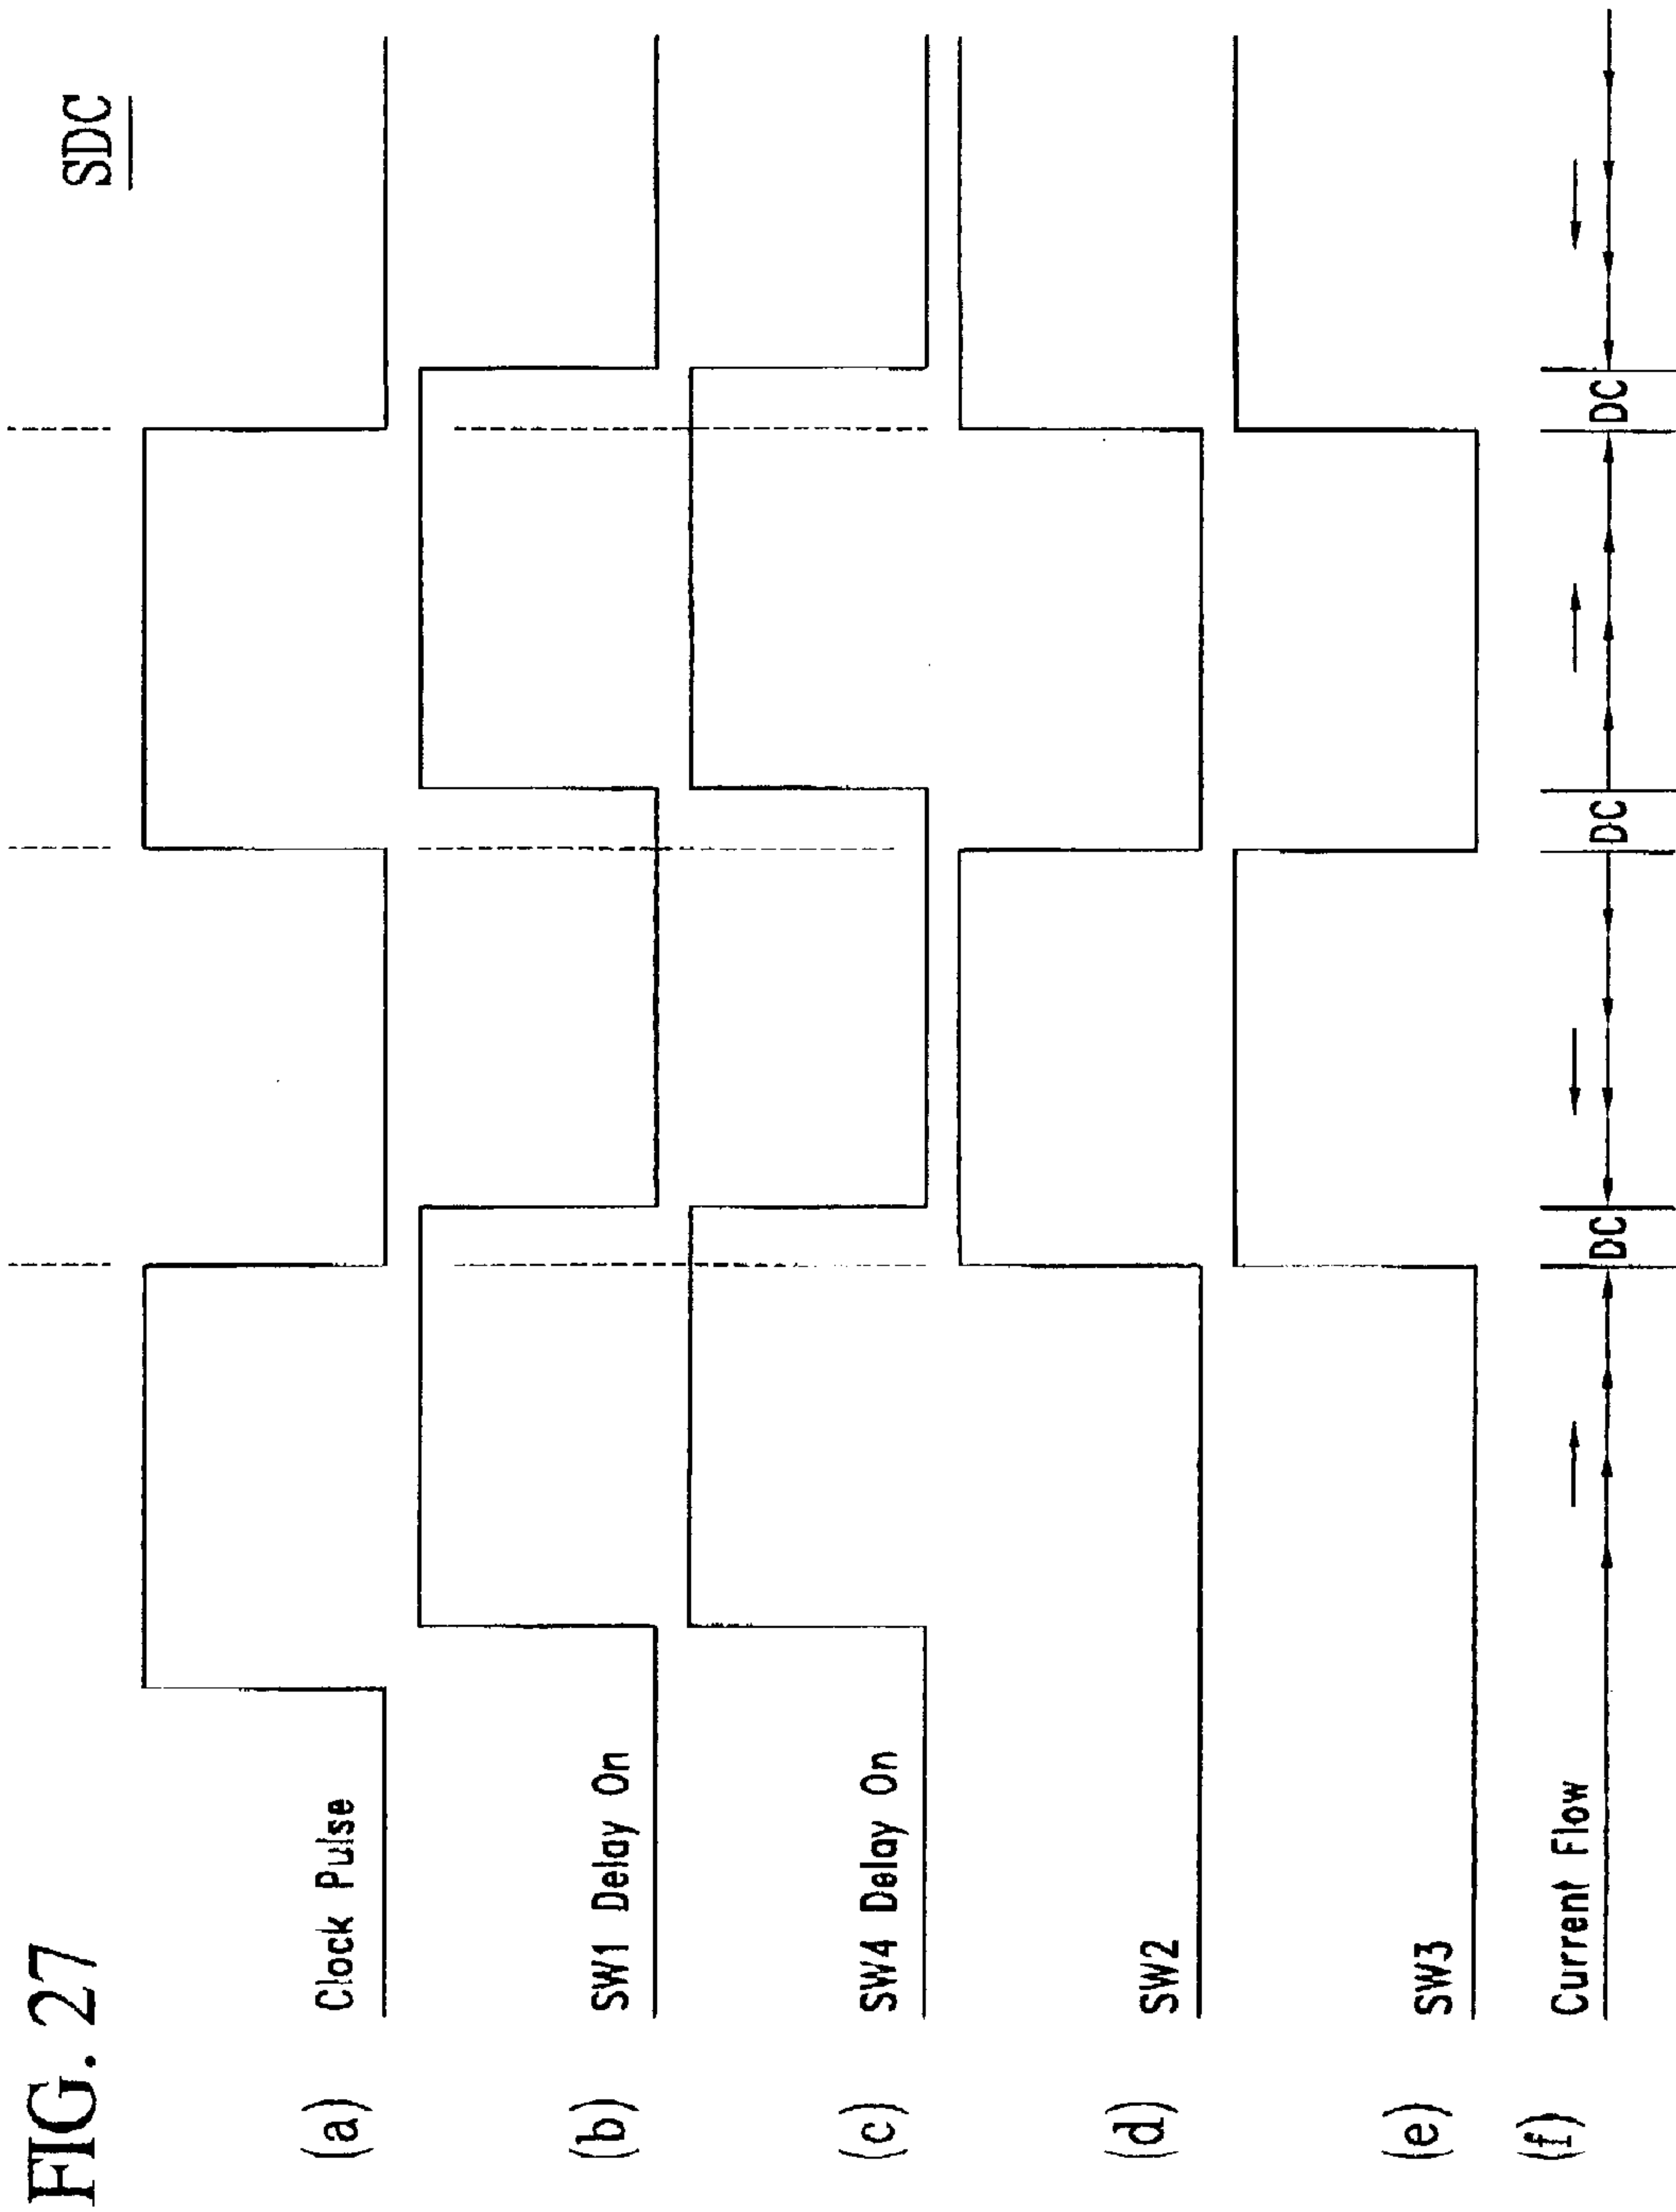 FIG. 27
SDC
(a) Clock Pulse
(b) SW1 Delay On
(c) SW4 Delay On
(d) SW2
(e) SW3
(f) Current Flow
DC DC DC